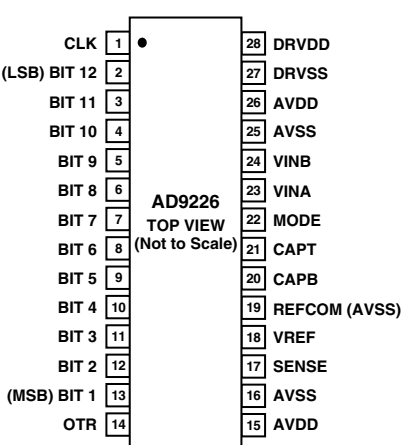 CLK 1 28 DRVDD
(LSB) BIT 12 2 27 DRVSS
BIT 11 3 26 AVDD
BIT 10 4 25 AVSS
BIT 9 5 24 VINB
BIT 8 6 23 VINA
BIT 7 7 22 MODE
BIT 6 8 21 CAPT
BIT 5 9 20 CAPB
BIT 4 10 19 REFCOM (AVSS)
BIT 3 11 18 VREF
BIT 2 12 17 SENSE
(MSB) BIT 1 13 16 AVSS
OTR 14 15 AVDD
AD9226
TOP VIEW
(Not to Scale)